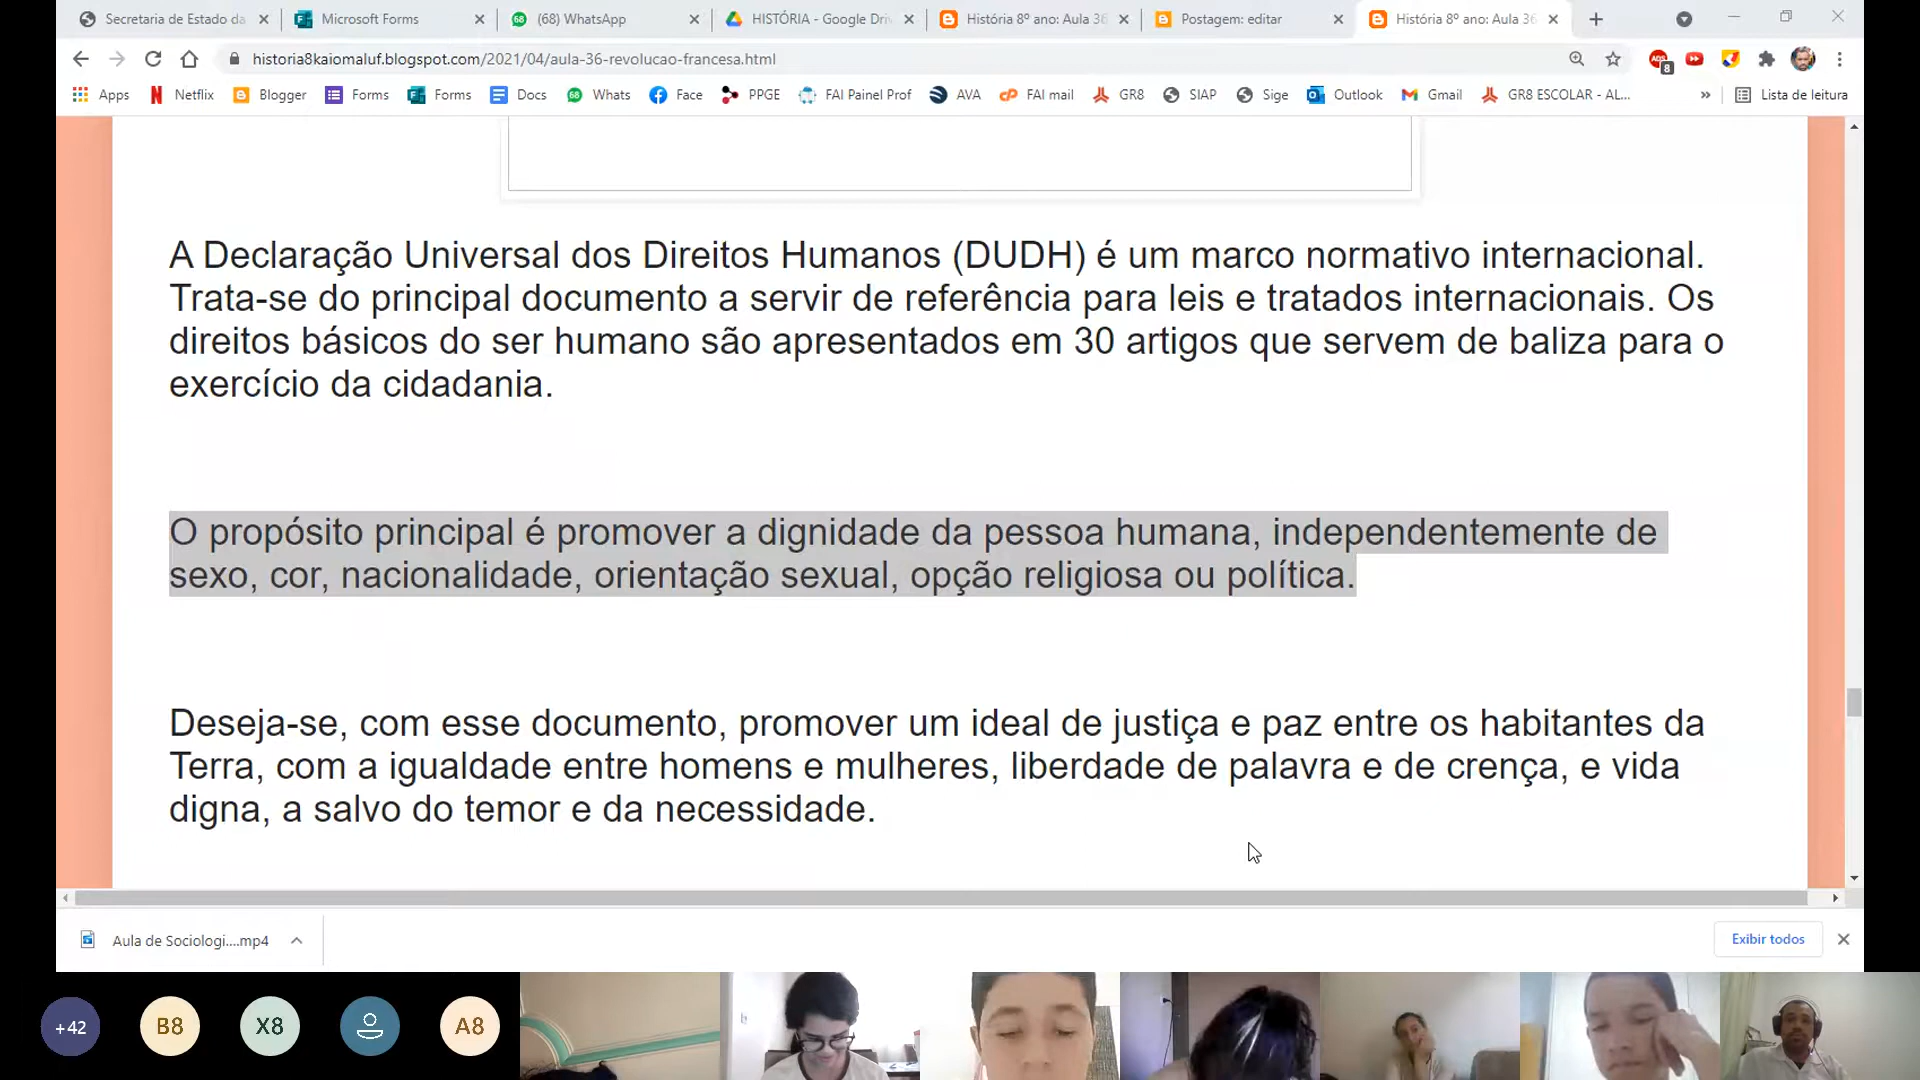 Secretaria de Estado da
Microsoft Forms
(68) WhatsApp
HISTÓRIA - Google Driv
História 8º ano: Aula 36
Postagem: editar
História 8º ano: Aula 36
historia8kaiomaluf.blogspot.com/2021/04/aula-36-revolucao-francesa.html
8
Apps
Netflix
Blogger
Forms
Forms
Docs
Whats
Face
PPGE
FAI Painel Prof
AVA
FAI mail
GR8
SIAP
Sige
Outlook
Gmail
GR8 ESCOLAR - AL...
»
Lista de leitura
A Declaração Universal dos Direitos Humanos (DUDH) é um marco normativo internacional.
Trata-se do principal documento a servir de referência para leis e tratados internacionais. Os
direitos básicos do ser humano são apresentados em 30 artigos que servem de baliza para o
exercício da cidadania.
O propósito principal é promover a dignidade da pessoa humana, independentemente de
sexo, cor, nacionalidade, orientação sexual, opção religiosa ou política.
Deseja-se, com esse documento, promover um ideal de justiça e paz entre os habitantes da
Terra, com a igualdade entre homens e mulheres, liberdade de palavra e de crença, e vida
digna, a salvo do temor e da necessidade.
Aula de Sociologi....mp4
Exibir todos
+42
B8
X8
A8